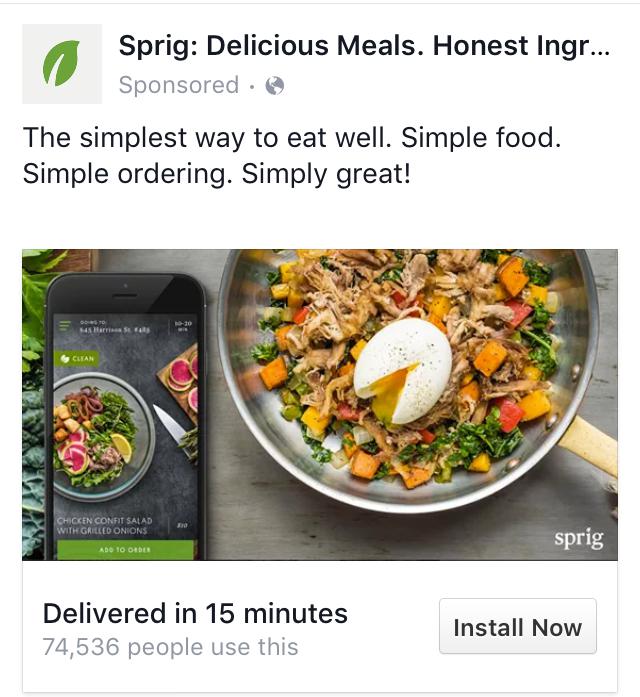 Sprig: Delicious Meals. Honest Ingr...
Sponsored
The simplest way to eat well. Simple food.
Simple ordering. Simply great!
GOING TO:
645 Harrison St. #485
10-20
MIN
CLEAN
CHICKEN CONFIT SALAD
WITH GRILLED ONIONS
$10
ADD TO ORDER
sprig
Delivered in 15 minutes
74,536 people use this
Install Now